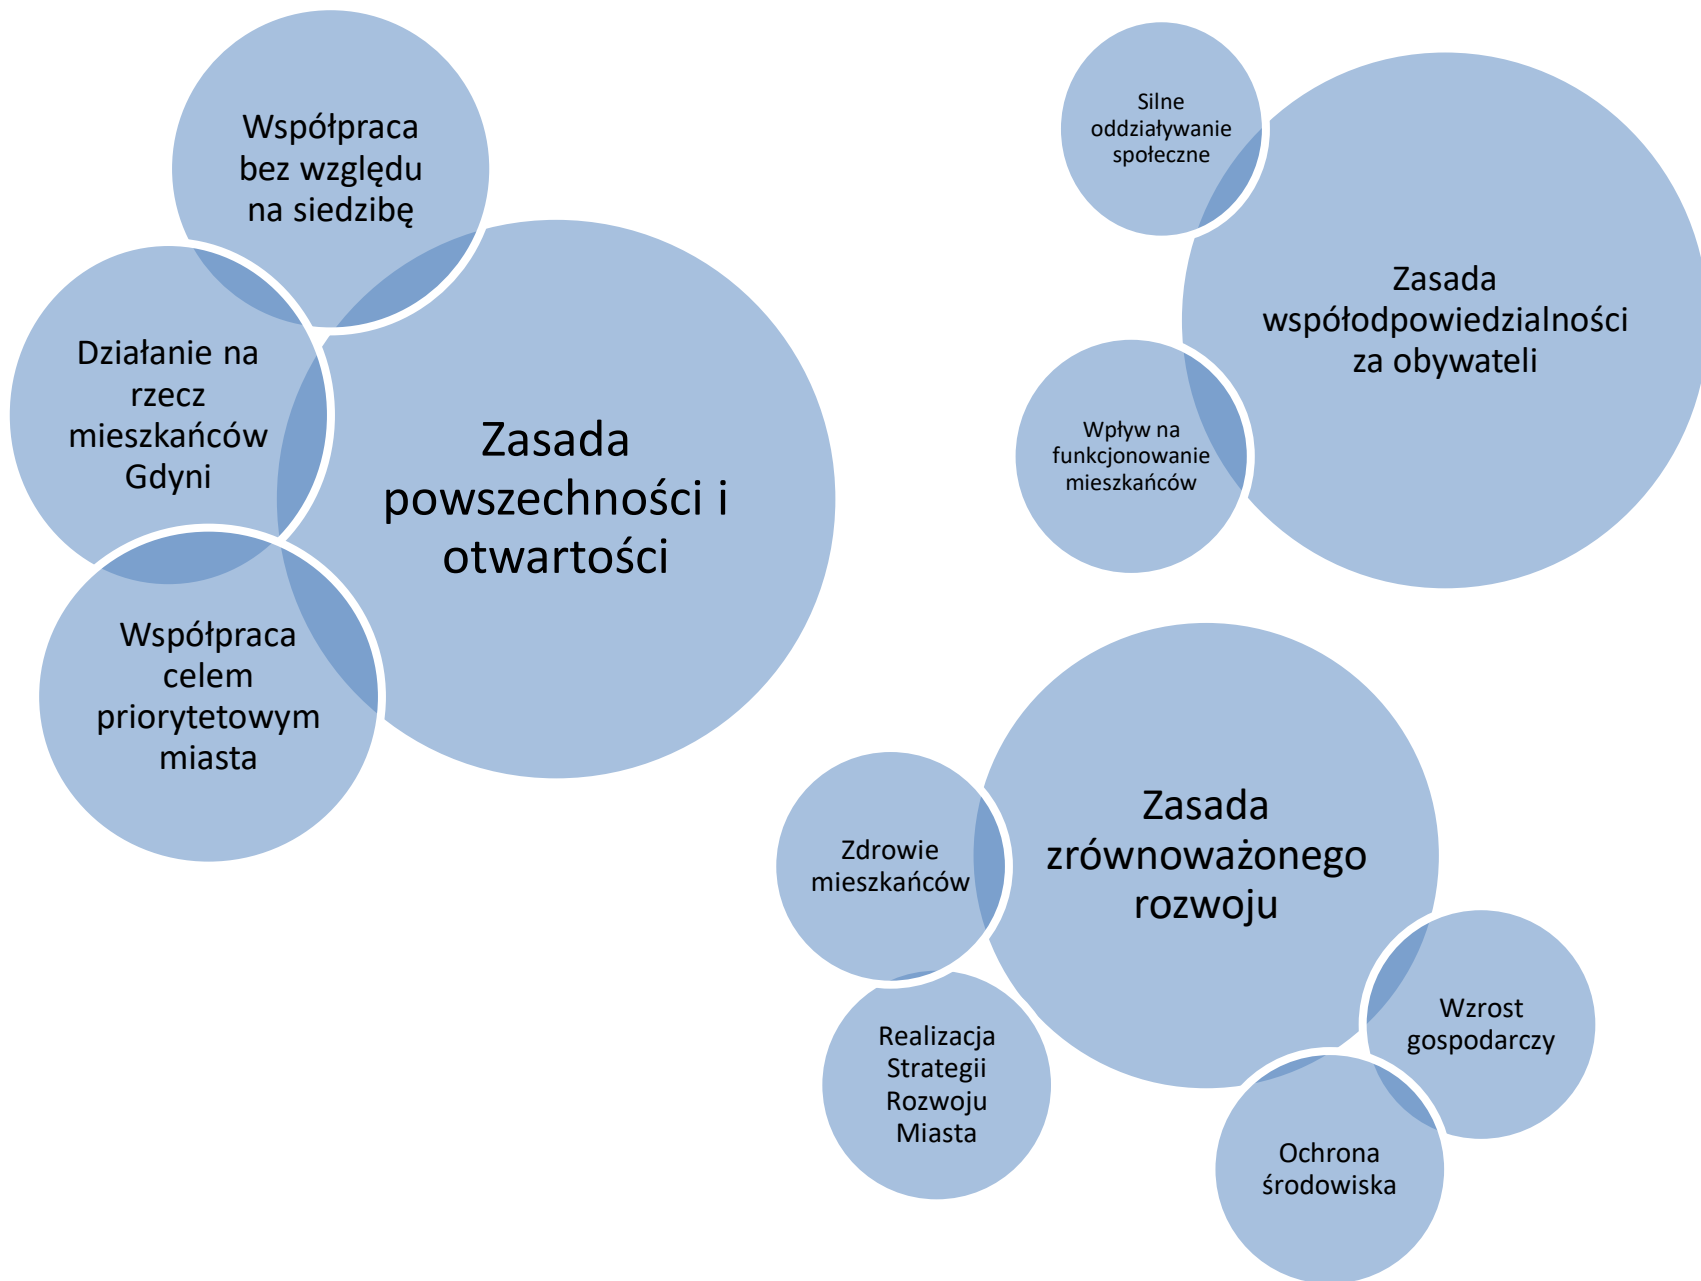 Współpraca
bez względu
na siedzibę
Działanie na
rzecz
mieszkańców
Gdyni
Współpraca
celem
priorytetowym
miasta
Zasada
powszechności i
otwartości
Silne
oddziaływanie
społeczne
Wpływ na
funkcjonowanie
mieszkańców
Zasada
współodpowiedzialności
za obywateli
Zdrowie
mieszkańców
Realizacja
Strategii
Rozwoju
Miasta
Zasada
zrównoważonego
rozwoju
Wzrost
gospodarczy
Ochrona
środowiska